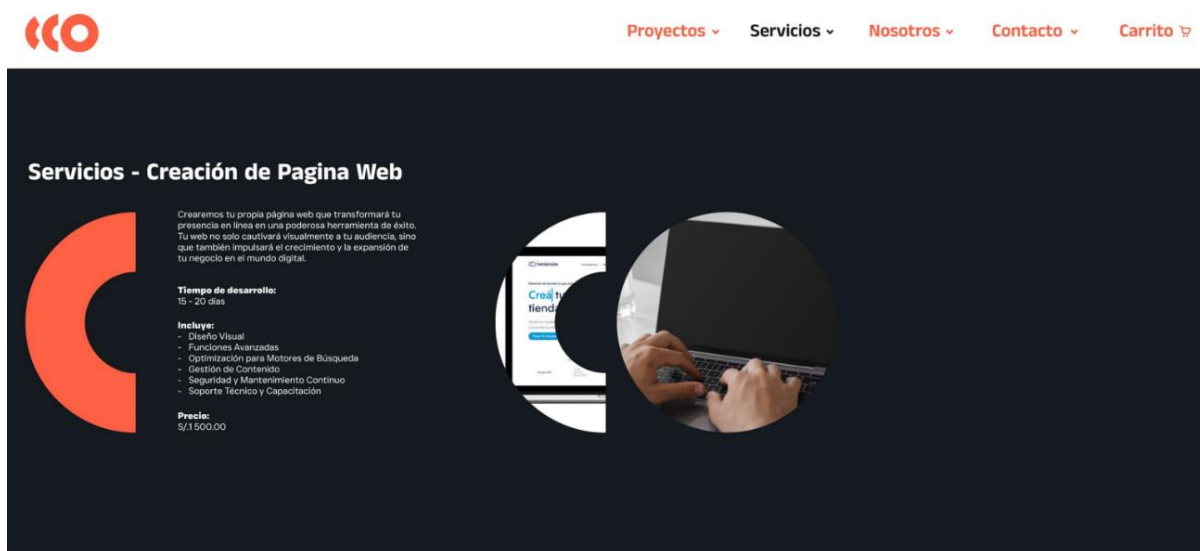 Proyectos
Servicios
Nosotros
Contacto
Carrito
Servicios - Creación de Pagina Web
Crearemos tu propia página web que transformará tu
presencia en línea en una poderosa herramienta de éxito.
Tu web no solo cautivará visualmente a tu audiencia, sino
que también impulsará el crecimiento y la expansión de
tu negocio en el mundo digital.
Tiempo de desarrollo:
15 - 20 días
Incluye:
- Diseño Visual
- Funciones Avanzadas
- Optimización para Motores de Búsqueda
- Gestión de Contenido
- Seguridad y Mantenimiento Continuo
- Soporte Técnico y Capacitación
Precio:
S/.1 500.00
Creá tu
tienda